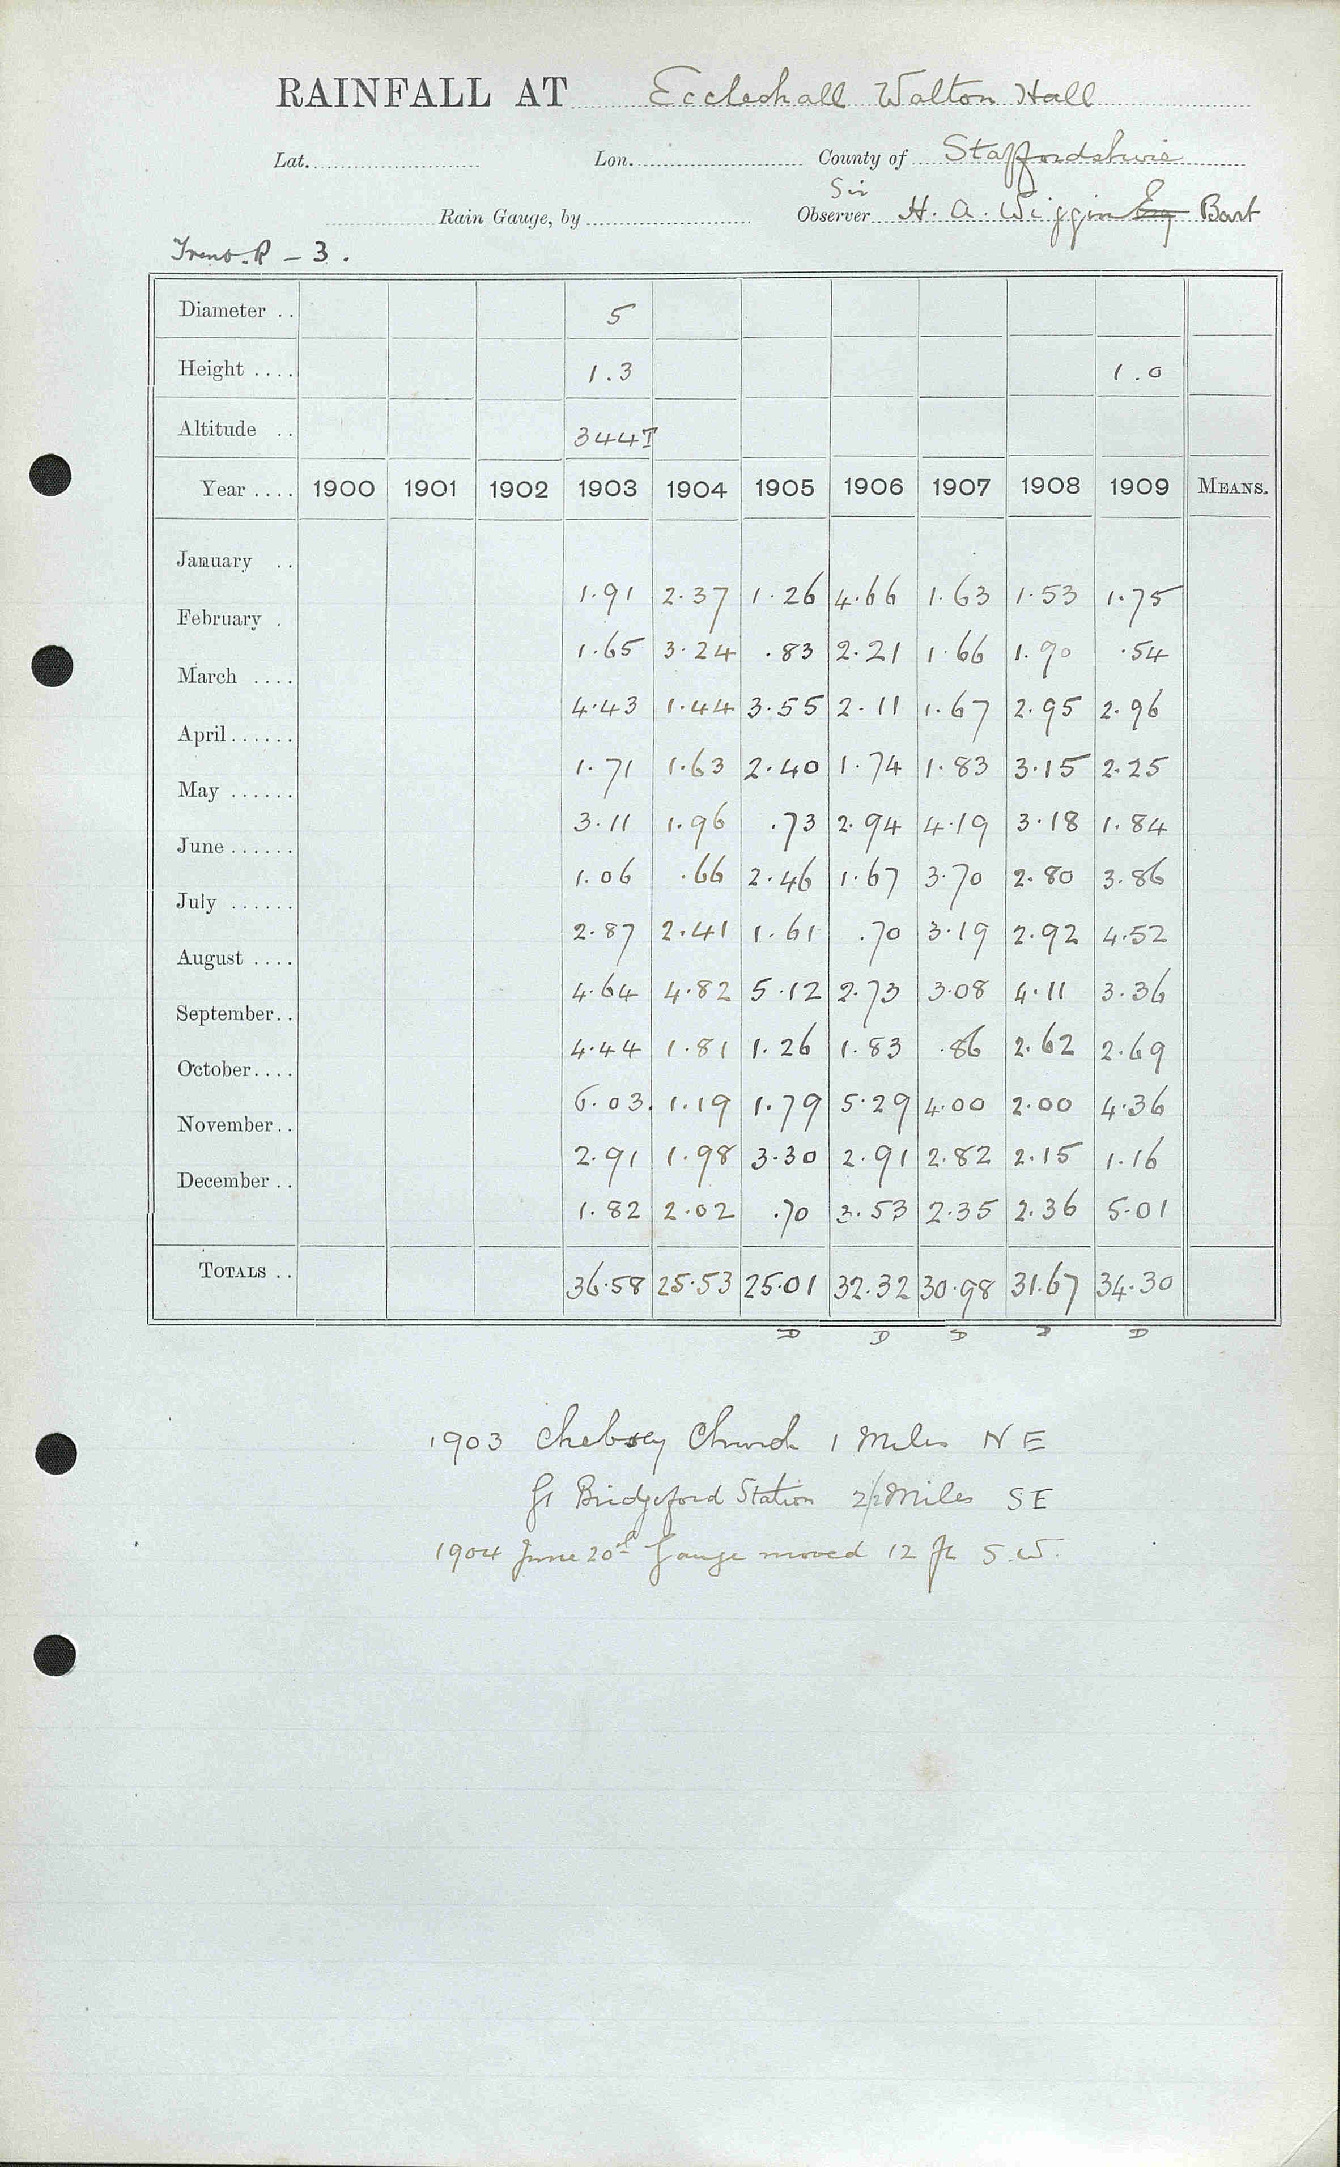 RAINFALL AT Eccleshall Walton Hall
Lat. Lon. County of Staffordshire
Sir
Rain Gauge, by Observer H. A. Wiggin Esq Bart
Trent. R – 3.
Diameter .. 5
Height .... 1.3 1.0
Altitude .. 344T
Year .... 1900 1901 1902 1903 1904 1905 1906 1907 1908 1909 MEANS.
January .. 1.91 2.37 1.26 4.66 1.63 1.53 1.75
February . 1.65 3.24 .83 2.21 1.66 1.90 .54
March .... 4.43 1.44 3.55 2.11 1.67 2.95 2.96
April...... 1.71 1.63 2.40 1.74 1.83 3.15 2.25
May ...... 3.11 1.96 .73 2.94 4.19 3.18 1.84
June...... 1.06 .66 2.46 1.67 3.70 2.80 3.86
July ...... 2.87 2.41 1.61 .70 3.19 2.92 4.52
August .... 4.64 4.82 5.12 2.73 3.08 4.11 3.36
September.. 4.44 1.81 1.26 1.83 .86 2.62 2.69
October.... 6.03. 1.19 1.79 5.29 4.00 2.00 4.36
November.. 2.91 1.98 3.30 2.91 2.82 2.15 1.16
December .. 1.82 2.02 .70 3.53 2.35 2.36 5.01
TOTALS .. 36.58 25.53 25.01 32.32 30.98 31.67 34.30
D D D D D
1903 Chebsey Church 1 Miles NE
Gt Bridgeford Station 2 1/2 Miles SE
1904 June 20th Gauge moved 12 ft S.W.